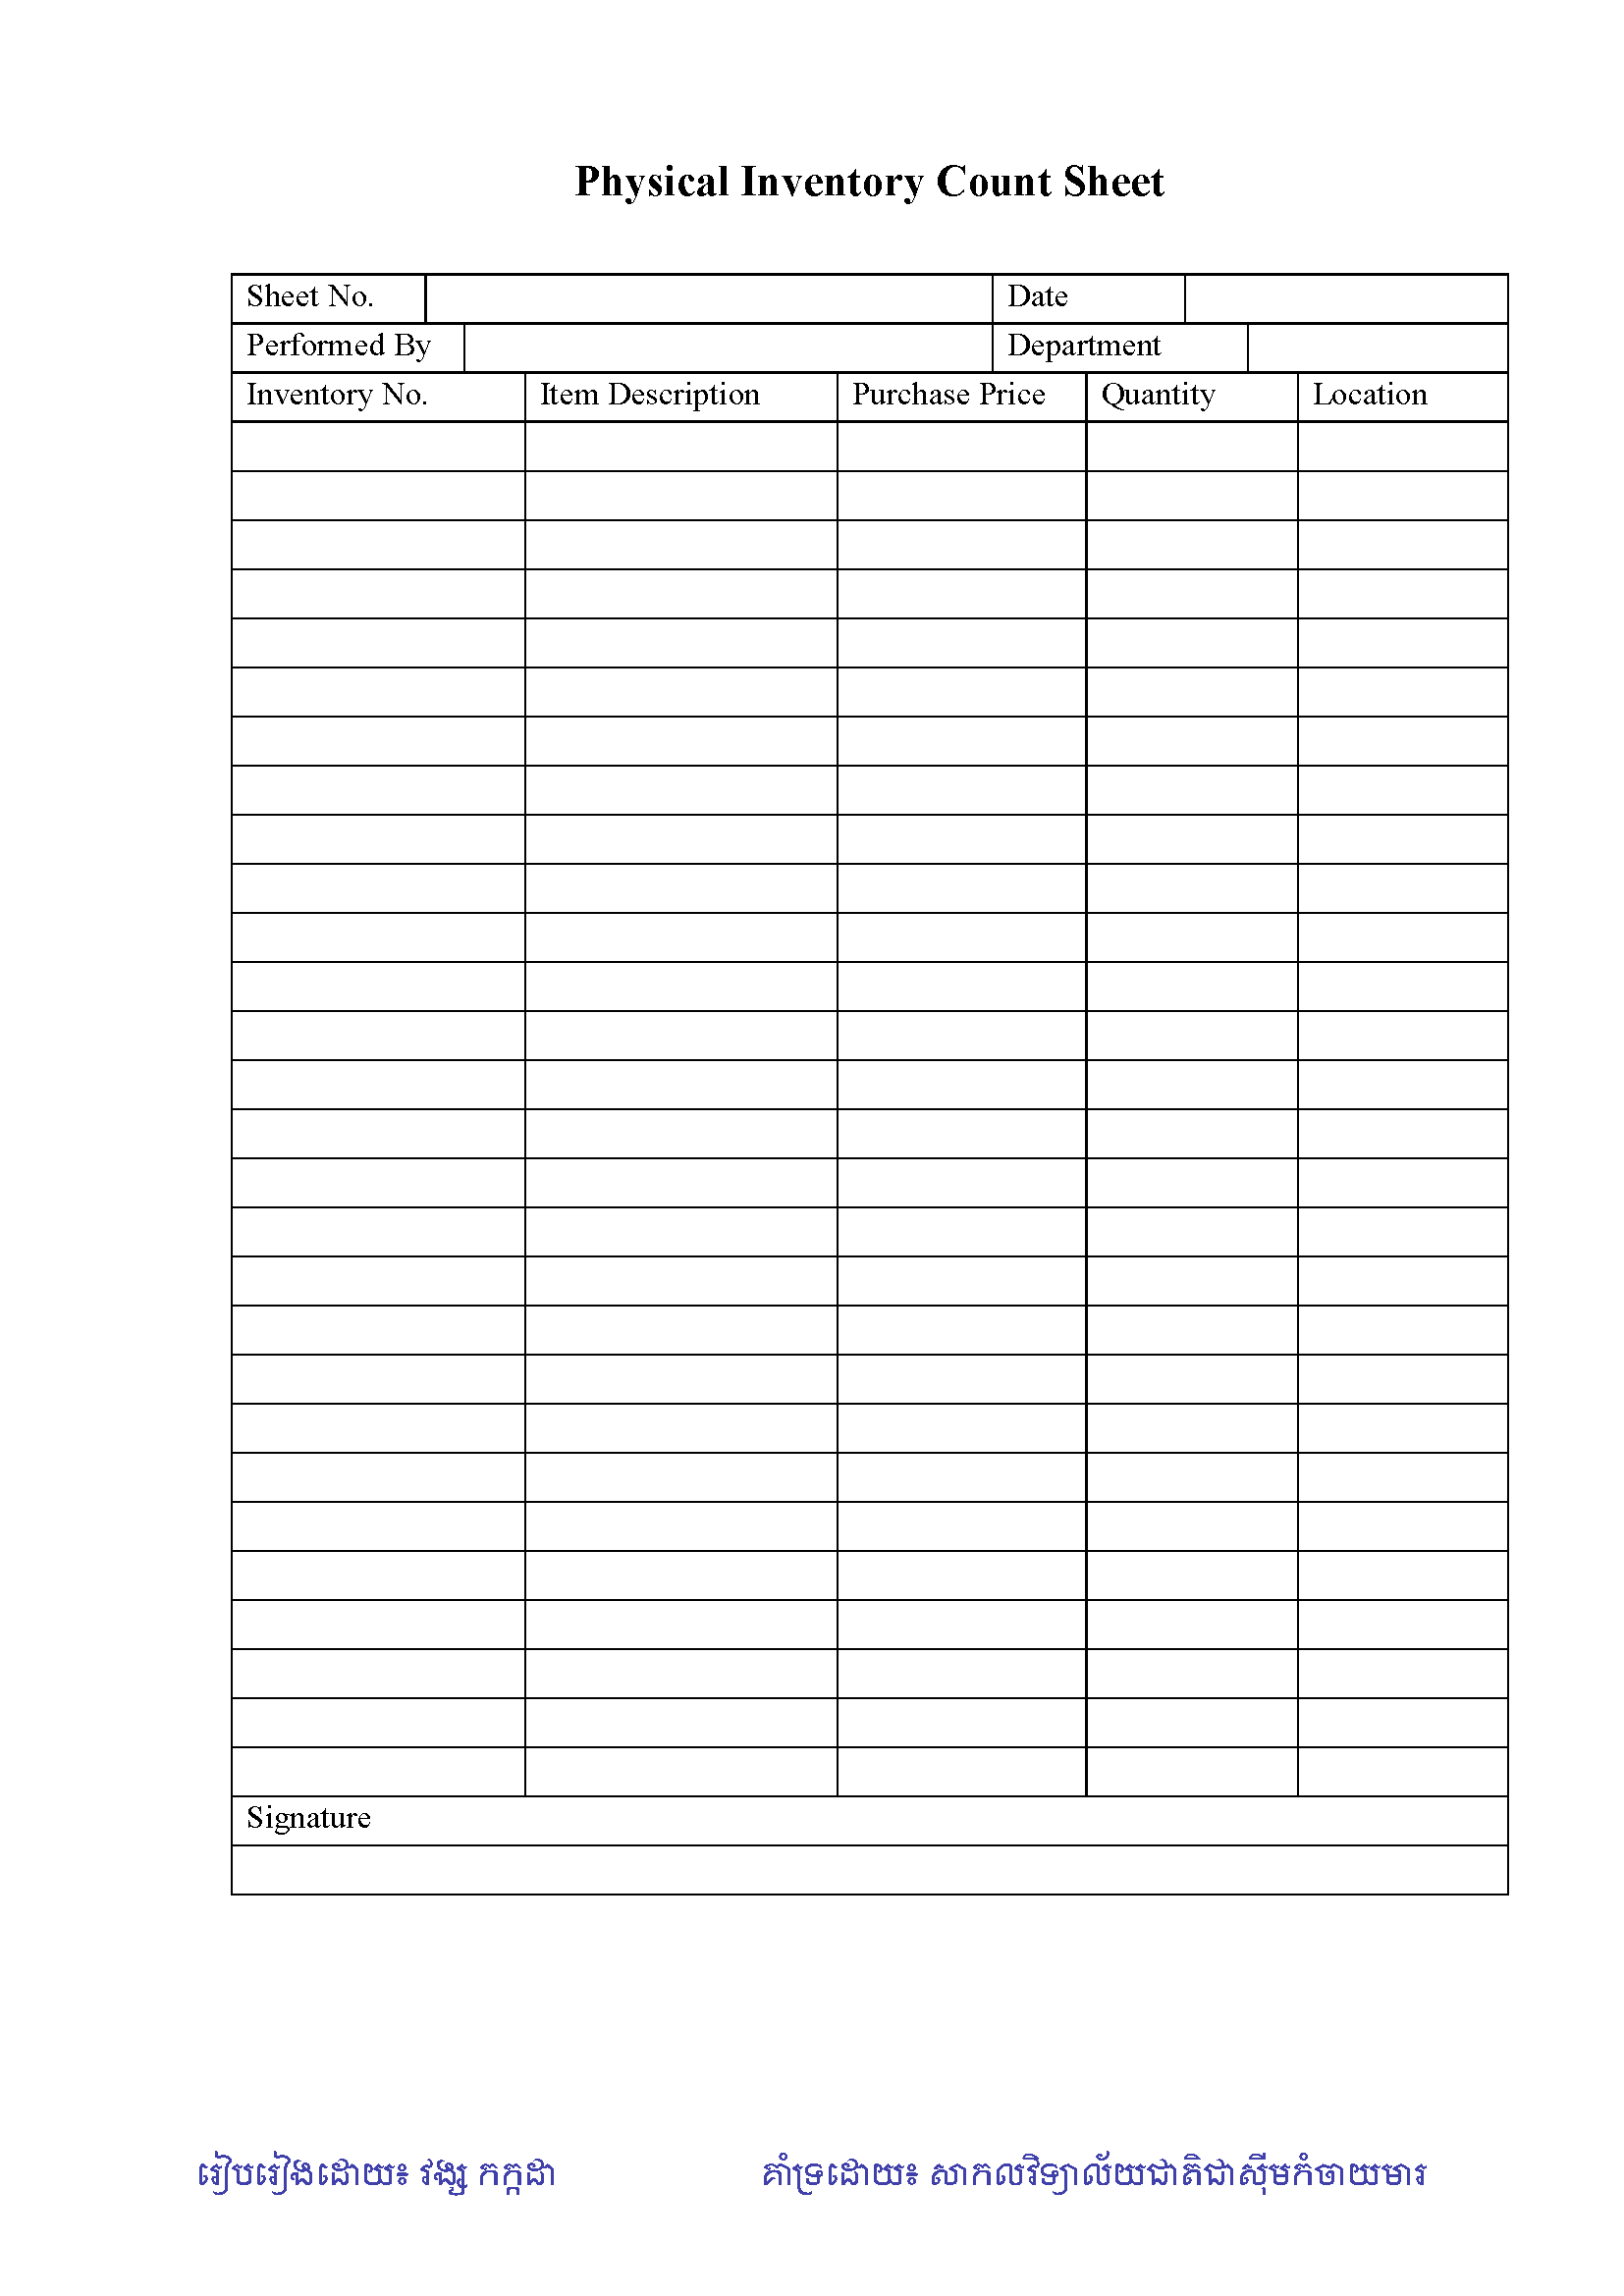 Physical Inventory Count Sheet
Sheet No. Date
Performed By Department
Inventory No. Item Description Purchase Price Quantity Location
Signature
រៀបរៀងដោយ៖ វង្ស កក្កដា គាំទ្រដោយ៖ សាកលវិទ្យាល័យជាតិជាស៊ីមកំចាយមារ